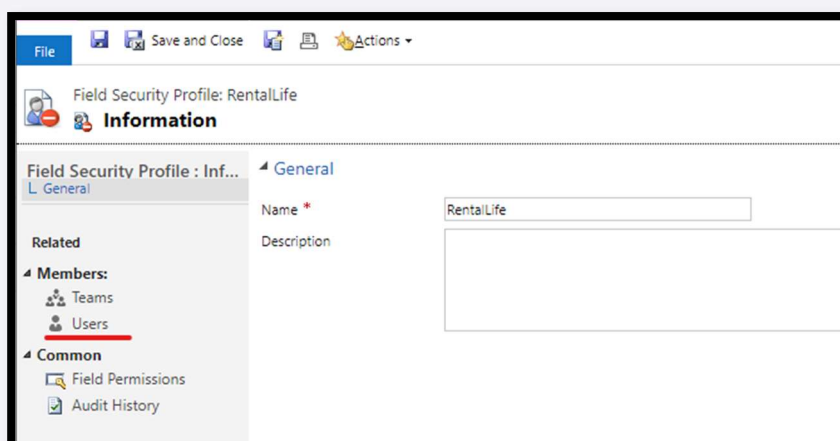 File
Save and Close
Actions
Field Security Profile: RentalLife
Information
Field Security Profile : Inf...
General
Related
Members:
Teams
Users
Common
Field Permissions
Audit History
General
Name *
RentalLife
Description